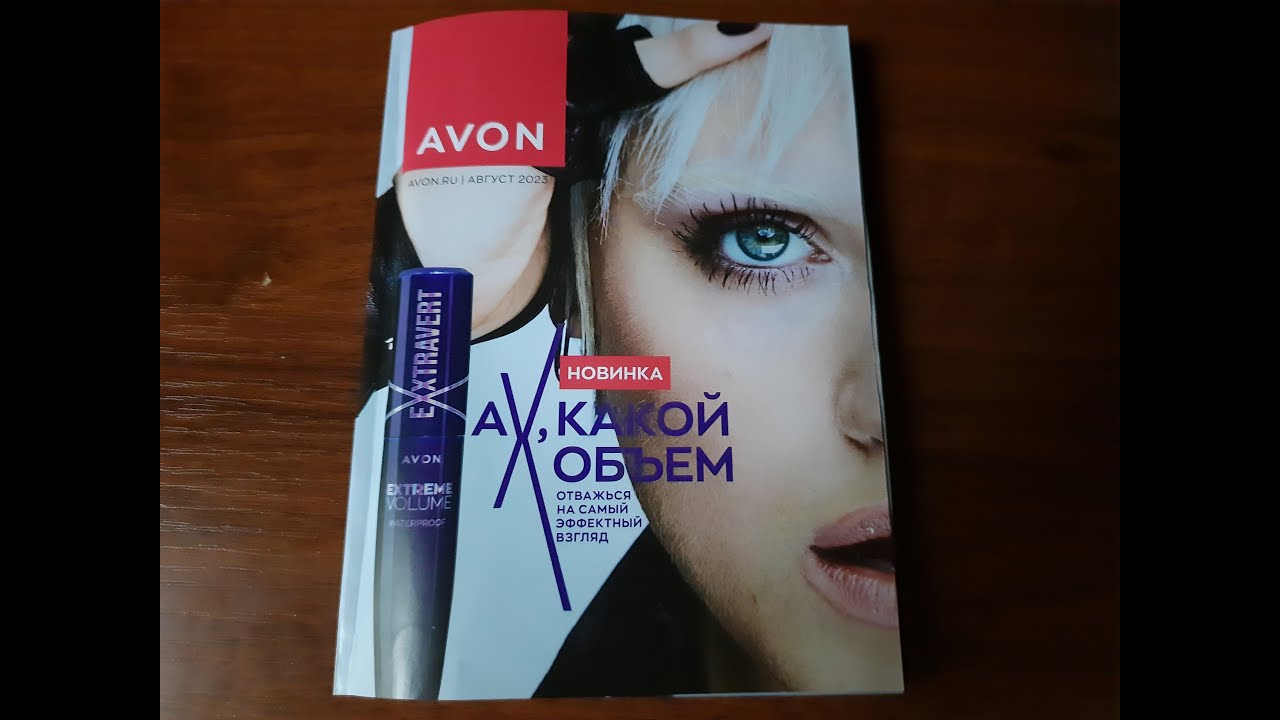 AVON
AVON.RU | АВГУСТ 2023
EXXTRAVERT
AVON
EXTREME
VOLUME
WATERPROOF
НОВИНКА
АХ, КАКОЙ
ОБЪЕМ
ОТВАЖЬСЯ
НА САМЫЙ
ЭФФЕКТНЫЙ
ВЗГЛЯД